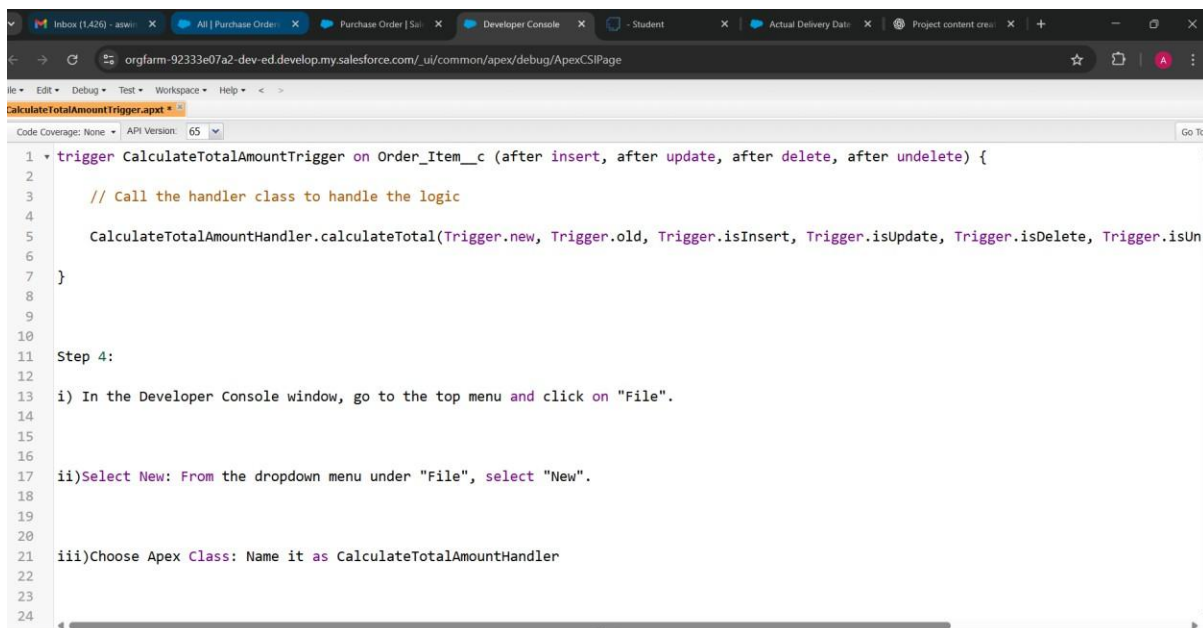 Inbox (1,426) - aswin
All | Purchase Order
Purchase Order | Sal
Developer Console
- Student
Actual Delivery Date
Project content creat
orgfarm-92333e07a2-dev-ed.develop.my.salesforce.com/_ui/common/apex/debug/ApexCSIPage
A
ile Edit Debug Test Workspace Help < >
CalculateTotalAmountTrigger.apxt *
Code Coverage: None API Version: 65 Go To
1 trigger CalculateTotalAmountTrigger on Order_Item__c (after insert, after update, after delete, after undelete) {
2
3 // Call the handler class to handle the logic
4
5 CalculateTotalAmountHandler.calculateTotal(Trigger.new, Trigger.old, Trigger.isInsert, Trigger.isUpdate, Trigger.isDelete, Trigger.isUn
6
7 }
8
9
10
11 Step 4:
12
13 i) In the Developer Console window, go to the top menu and click on "File".
14
15
16
17 ii)Select New: From the dropdown menu under "File", select "New".
18
19
20
21 iii)Choose Apex Class: Name it as CalculateTotalAmountHandler
22
23
24